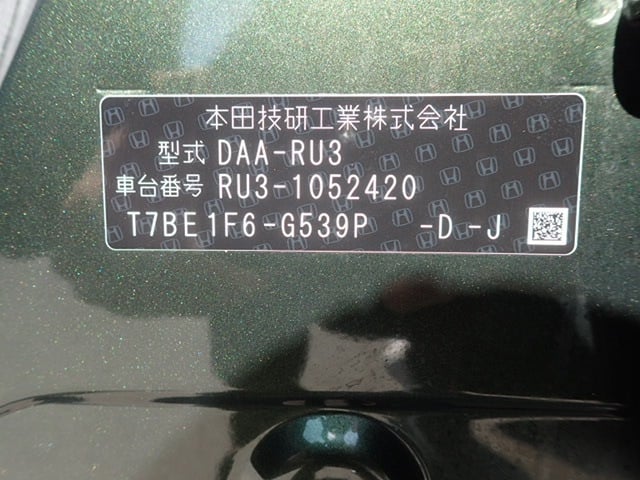 本田技研工業株式会社
型式 DAA-RU3
車台番号 RU3-1052420
T7BE1F6-G539P -D-J